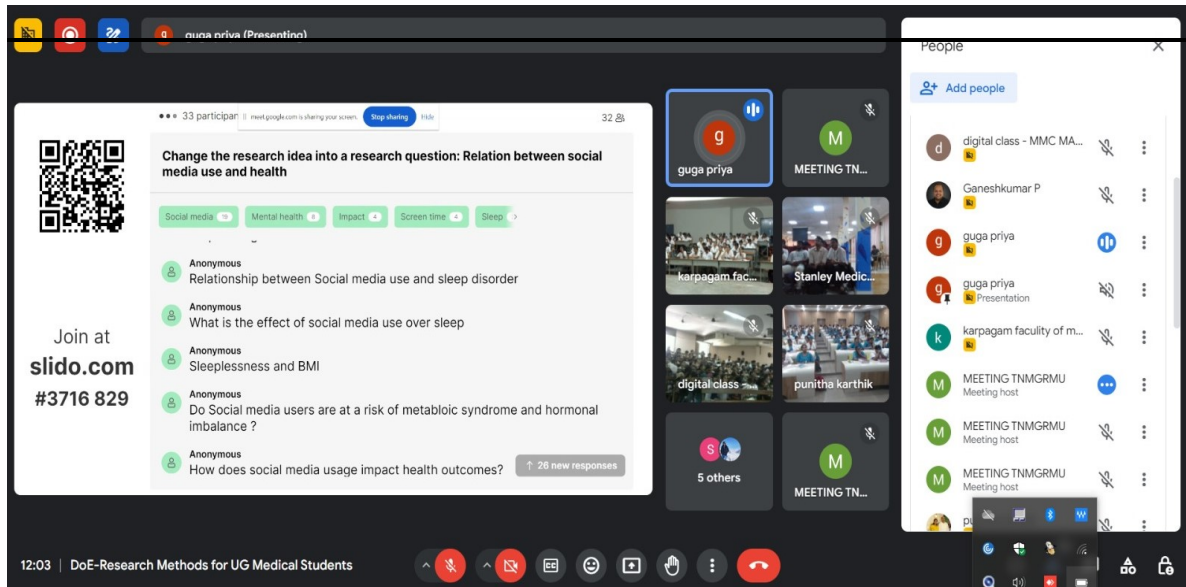 g guga priya (Presenting)
People
Add people
33 participan
meet.google.com is sharing your screen.
Stop sharing
Hide
32
Change the research idea into a research question: Relation between social
media use and health
Social media 19
Mental health 8
Impact 4
Screen time 4
Sleep
Anonymous
Relationship between Social media use and sleep disorder
Anonymous
What is the effect of social media use over sleep
Anonymous
Sleeplessness and BMI
Anonymous
Do Social media users are at a risk of metabloic syndrome and hormonal
imbalance ?
Anonymous
How does social media usage impact health outcomes?
↑ 26 new responses
Join at
slido.com
#3716 829
g
guga priya
M
MEETING TN...
karpagam fac...
Stanley Medic...
digital class
punitha karthik
S
5 others
M
MEETING TN...
d
digital class - MMC MA...
Ganeshkumar P
g
guga priya
g
guga priya
Presentation
k
karpagam faculity of m...
M
MEETING TNMGRMU
Meeting host
M
MEETING TNMGRMU
Meeting host
M
MEETING TNMGRMU
Meeting host
12:03 | DoE-Research Methods for UG Medical Students
CC